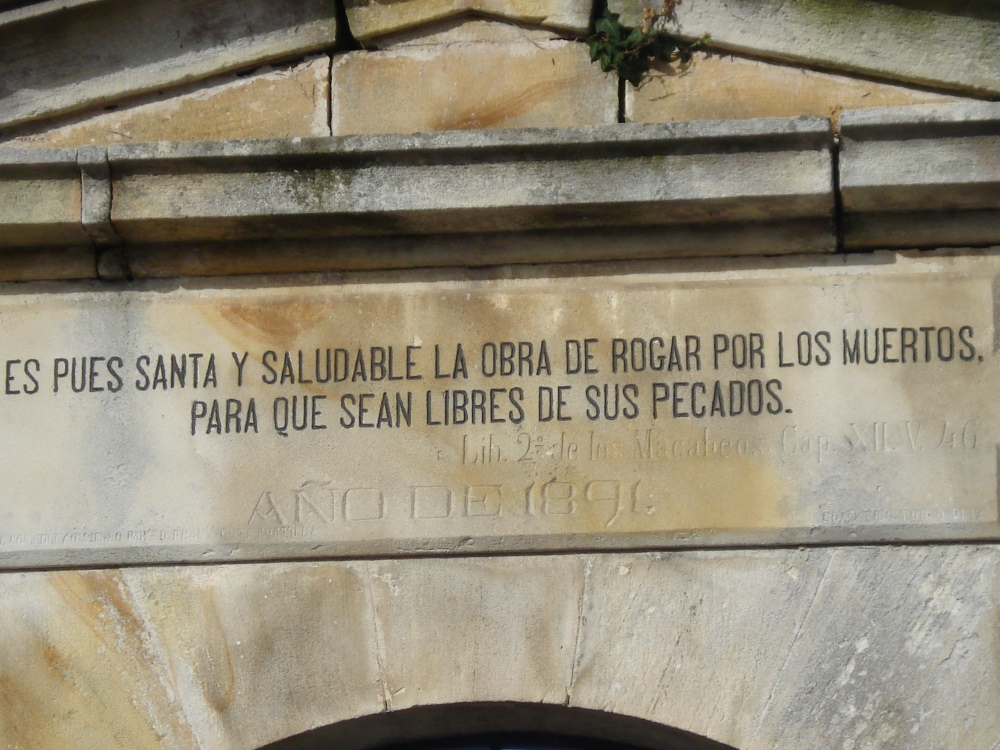 ES PUES SANTA Y SALUDABLE LA OBRA DE ROGAR POR LOS MUERTOS,
PARA QUE SEAN LIBRES DE SUS PECADOS.
Lib. 2º de los Macabeos. Cap. XII. V. 46
AÑO DE 1891.